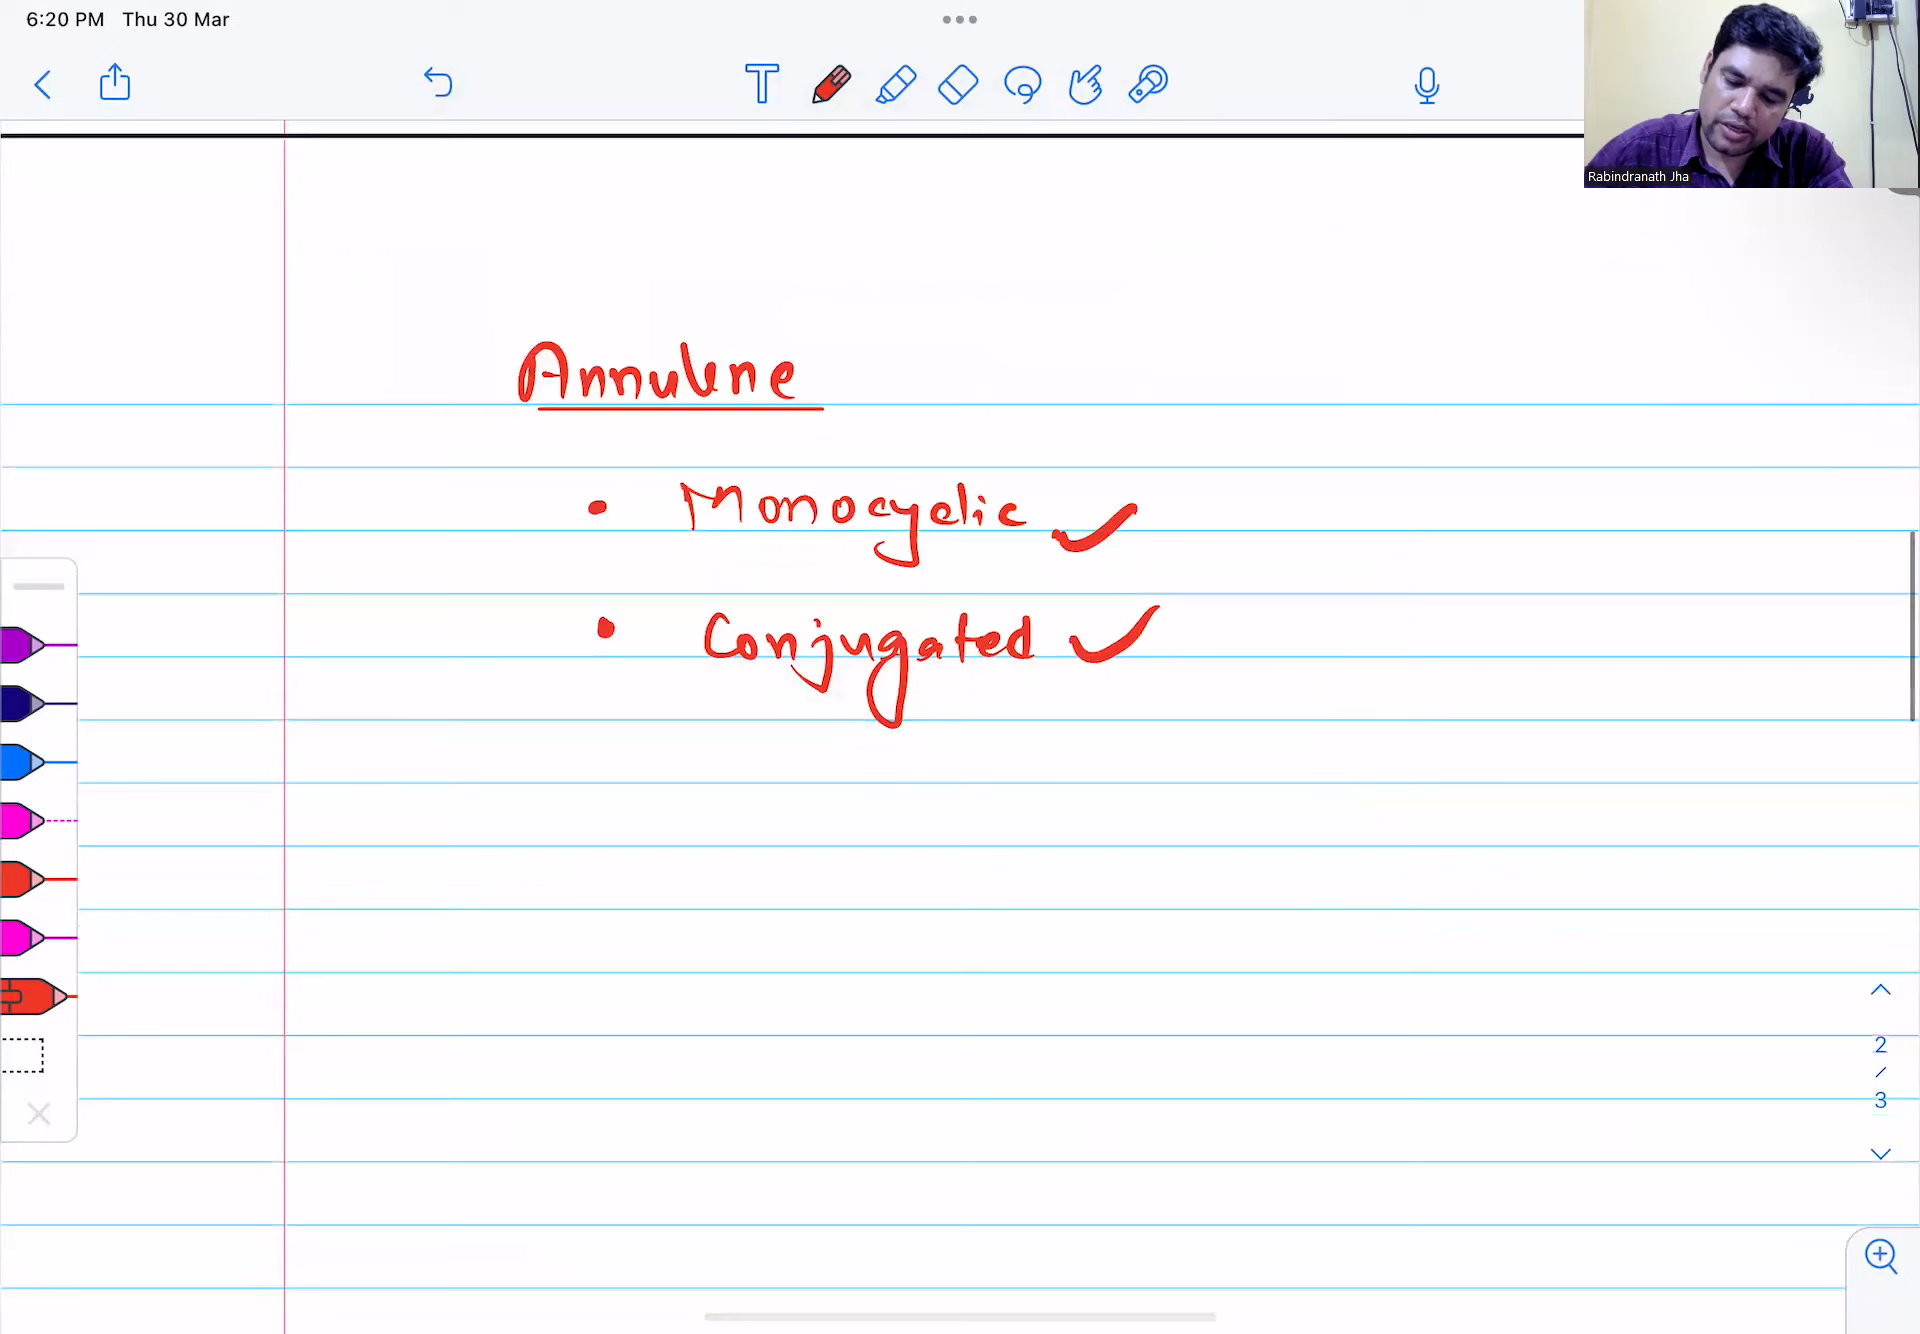 6:20 PM Thu 30 Mar
Rabindranath Jha
Annulene
• Monocyclic ✓
• Conjugated ✓
2
/
3